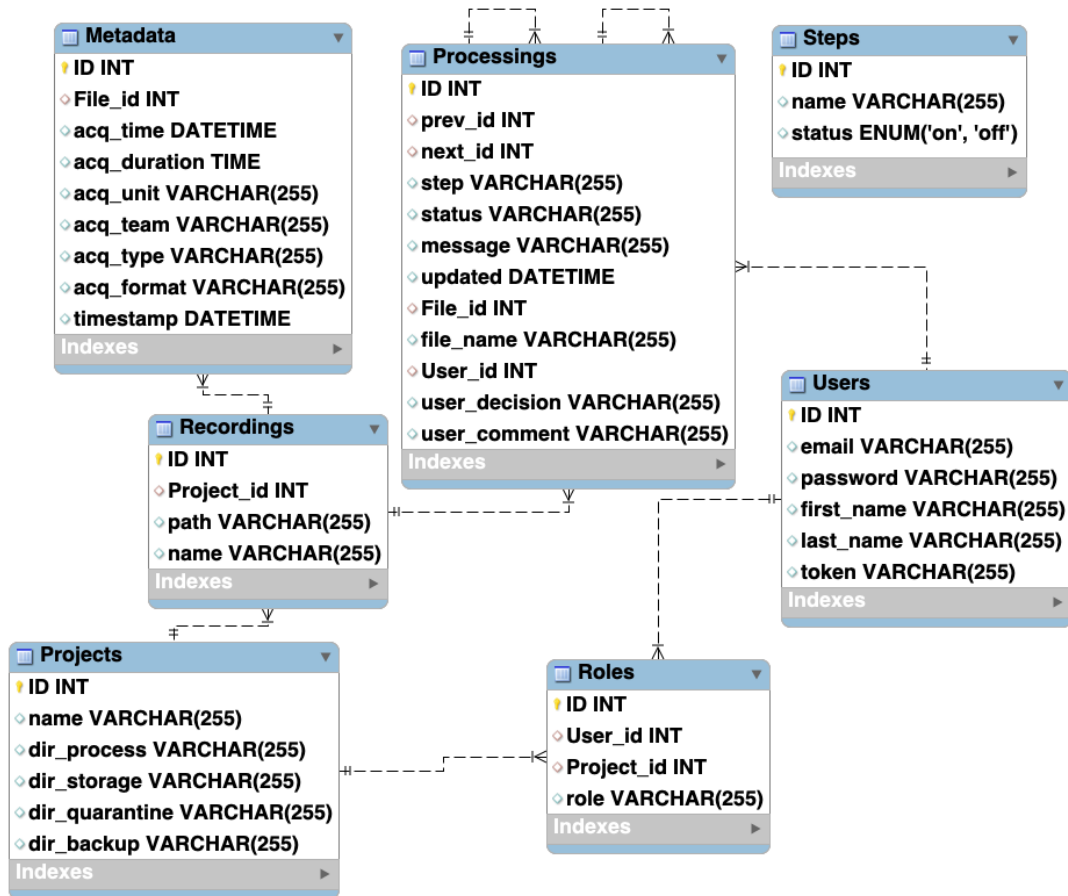 Metadata
ID INT
File_id INT
acq_time DATETIME
acq_duration TIME
acq_unit VARCHAR(255)
acq_team VARCHAR(255)
acq_type VARCHAR(255)
acq_format VARCHAR(255)
timestamp DATETIME
Indexes
Processings
ID INT
prev_id INT
next_id INT
step VARCHAR(255)
status VARCHAR(255)
message VARCHAR(255)
updated DATETIME
File_id INT
file_name VARCHAR(255)
User_id INT
user_decision VARCHAR(255)
user_comment VARCHAR(255)
Indexes
Steps
ID INT
name VARCHAR(255)
status ENUM('on', 'off')
Indexes
Recordings
ID INT
Project_id INT
path VARCHAR(255)
name VARCHAR(255)
Indexes
Users
ID INT
email VARCHAR(255)
password VARCHAR(255)
first_name VARCHAR(255)
last_name VARCHAR(255)
token VARCHAR(255)
Indexes
Projects
ID INT
name VARCHAR(255)
dir_process VARCHAR(255)
dir_storage VARCHAR(255)
dir_quarantine VARCHAR(255)
dir_backup VARCHAR(255)
Indexes
Roles
ID INT
User_id INT
Project_id INT
role VARCHAR(255)
Indexes